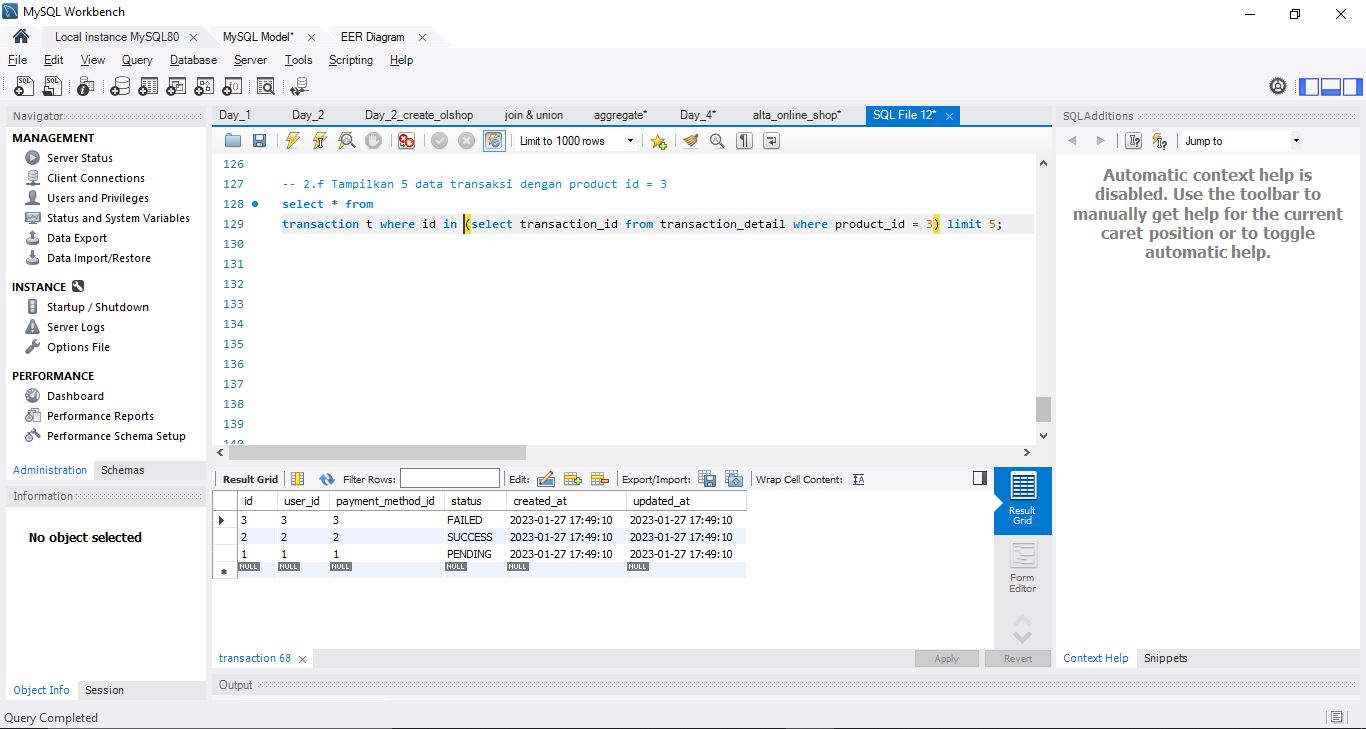 MySQL Workbench
Local instance MySQL80 MySQL Model* EER Diagram
File Edit View Query Database Server Tools Scripting Help
Navigator
MANAGEMENT
Server Status
Client Connections
Users and Privileges
Status and System Variables
Data Export
Data Import/Restore
INSTANCE
Startup / Shutdown
Server Logs
Options File
PERFORMANCE
Dashboard
Performance Reports
Performance Schema Setup
Administration Schemas
Information
No object selected
Object Info Session
Day_1 Day_2 Day_2_create_olshop join & union aggregate* Day_4* alta_online_shop* SQL File 12*
Limit to 1000 rows
126
127 -- 2.f Tampilkan 5 data transaksi dengan product id = 3
128 select * from
129 transaction t where id in (select transaction_id from transaction_detail where product_id = 3) limit 5;
130
131
132
133
134
135
136
137
138
139
140
Result Grid Filter Rows: Edit: Export/Import: Wrap Cell Content:
id user_id payment_method_id status created_at updated_at
3 3 3 FAILED 2023-01-27 17:49:10 2023-01-27 17:49:10
2 2 2 SUCCESS 2023-01-27 17:49:10 2023-01-27 17:49:10
1 1 1 PENDING 2023-01-27 17:49:10 2023-01-27 17:49:10
NULL NULL NULL NULL NULL NULL
Result
Grid
Form
Editor
transaction 68 Apply Revert
Output
SQLAdditions
Jump to
Automatic context help is
disabled. Use the toolbar to
manually get help for the current
caret position or to toggle
automatic help.
Context Help Snippets
Query Completed